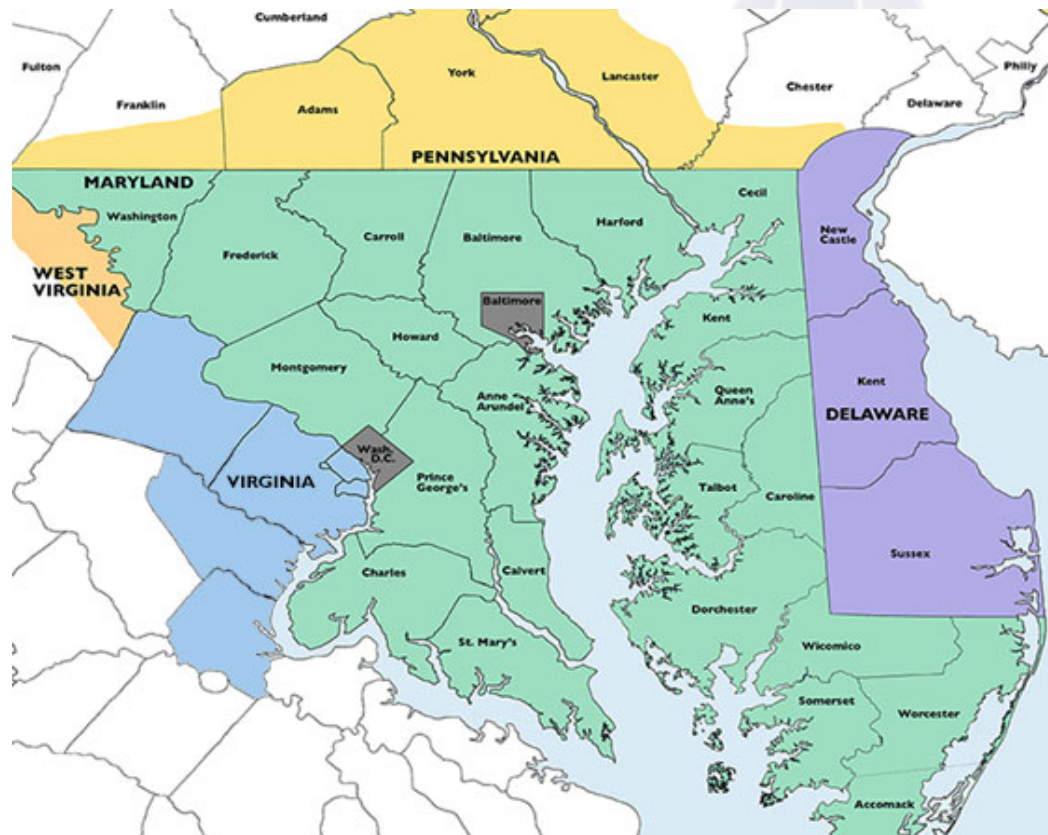 Cumberland
Philly
Fulton
York
Lancaster
Chester
Franklin
Adams
Delaware
PENNSYLVANIA
MARYLAND
Washington
Cecil
Harford
Baltimore
Carroll
Frederick
New
Castle
WEST
VIRGINIA
Baltimore
Kent
Howard
Montgomery
Kent
Queen
Anne's
Anne
Arundel
DELAWARE
Wash.
D.C.
VIRGINIA
Prince
George's
Talbot
Caroline
Sussex
Charles
Calvert
Dorchester
St. Mary's
Wicomico
Somerset
Worcester
Accomack